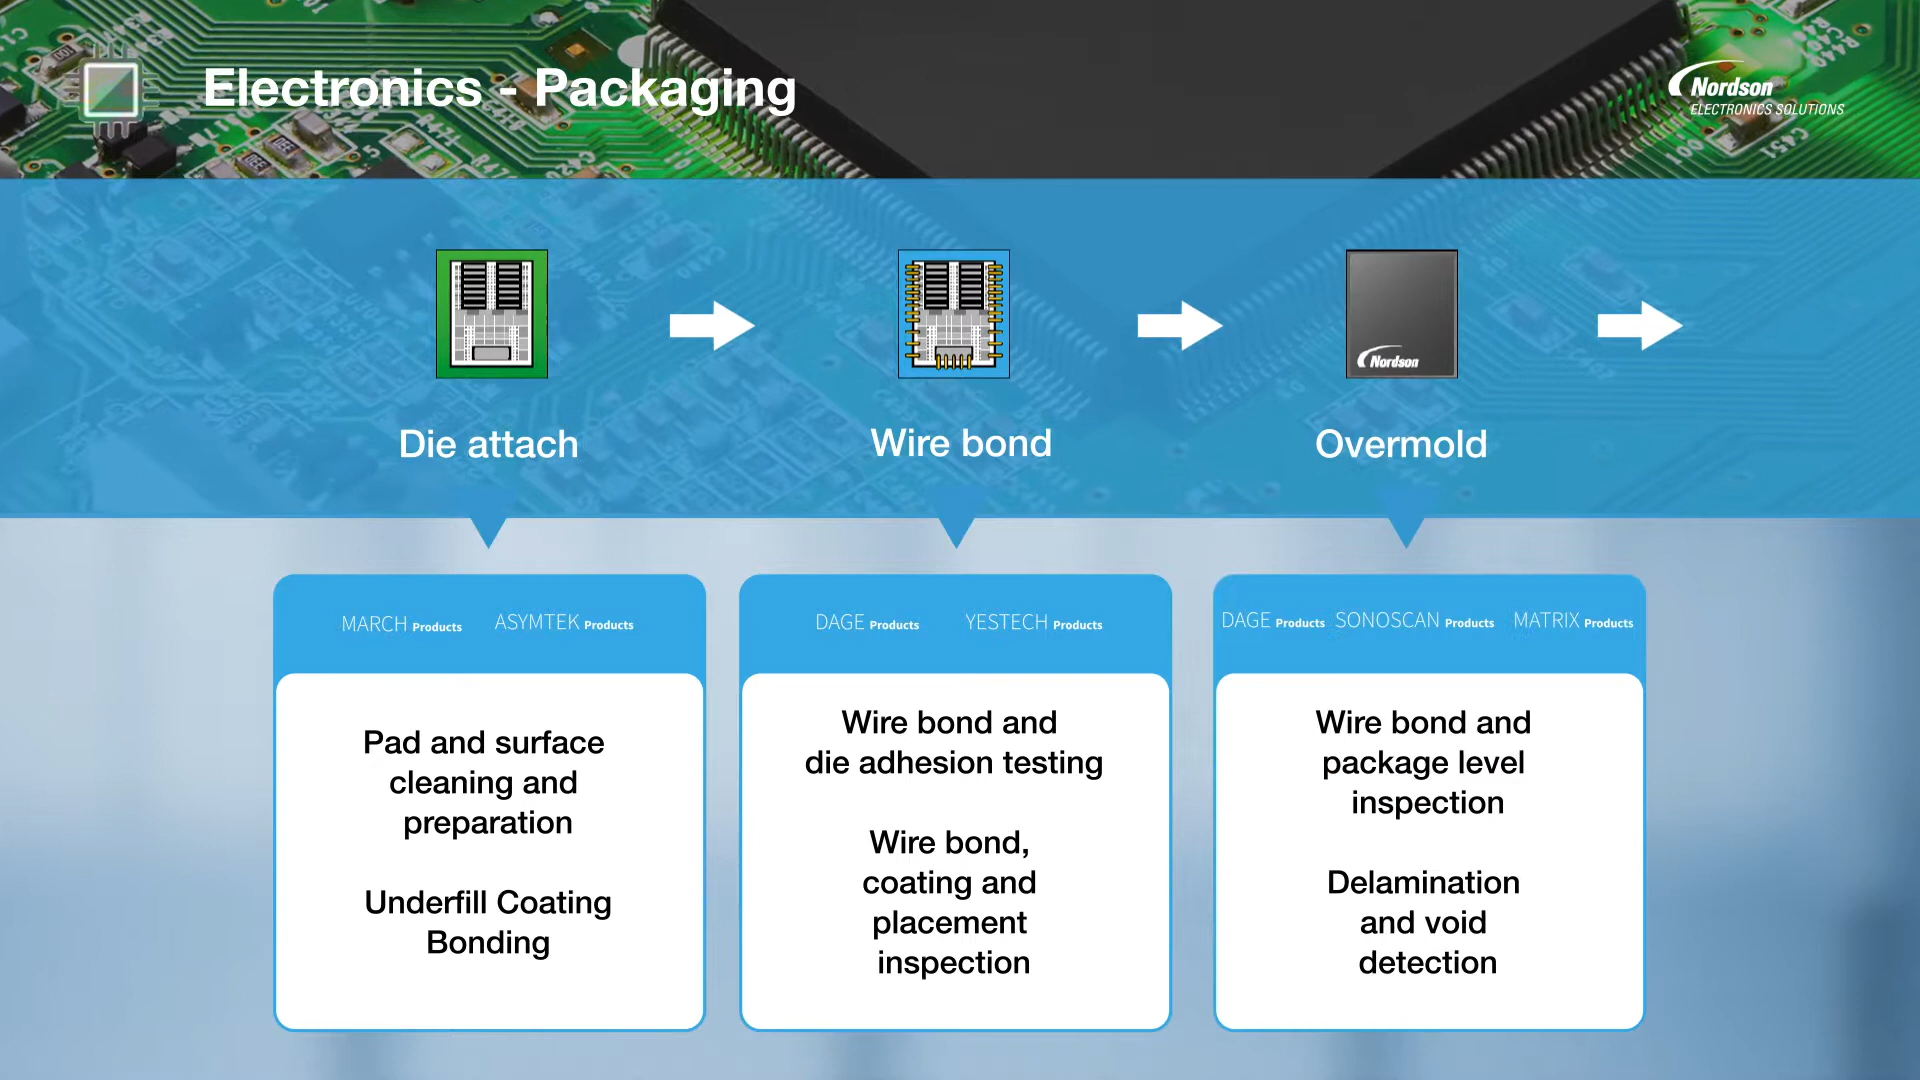 Electronics - Packaging
Nordson
ELECTRONICS SOLUTIONS
Nordson
Die attach
Wire bond
Overmold
MARCH Products ASYMTEK Products
DAGE Products YESTECH Products
DAGE Products SONOSCAN Products MATRIX Products
Pad and surface
cleaning and
preparation
Underfill Coating
Bonding
Wire bond and
die adhesion testing
Wire bond,
coating and
placement
inspection
Wire bond and
package level
inspection
Delamination
and void
detection